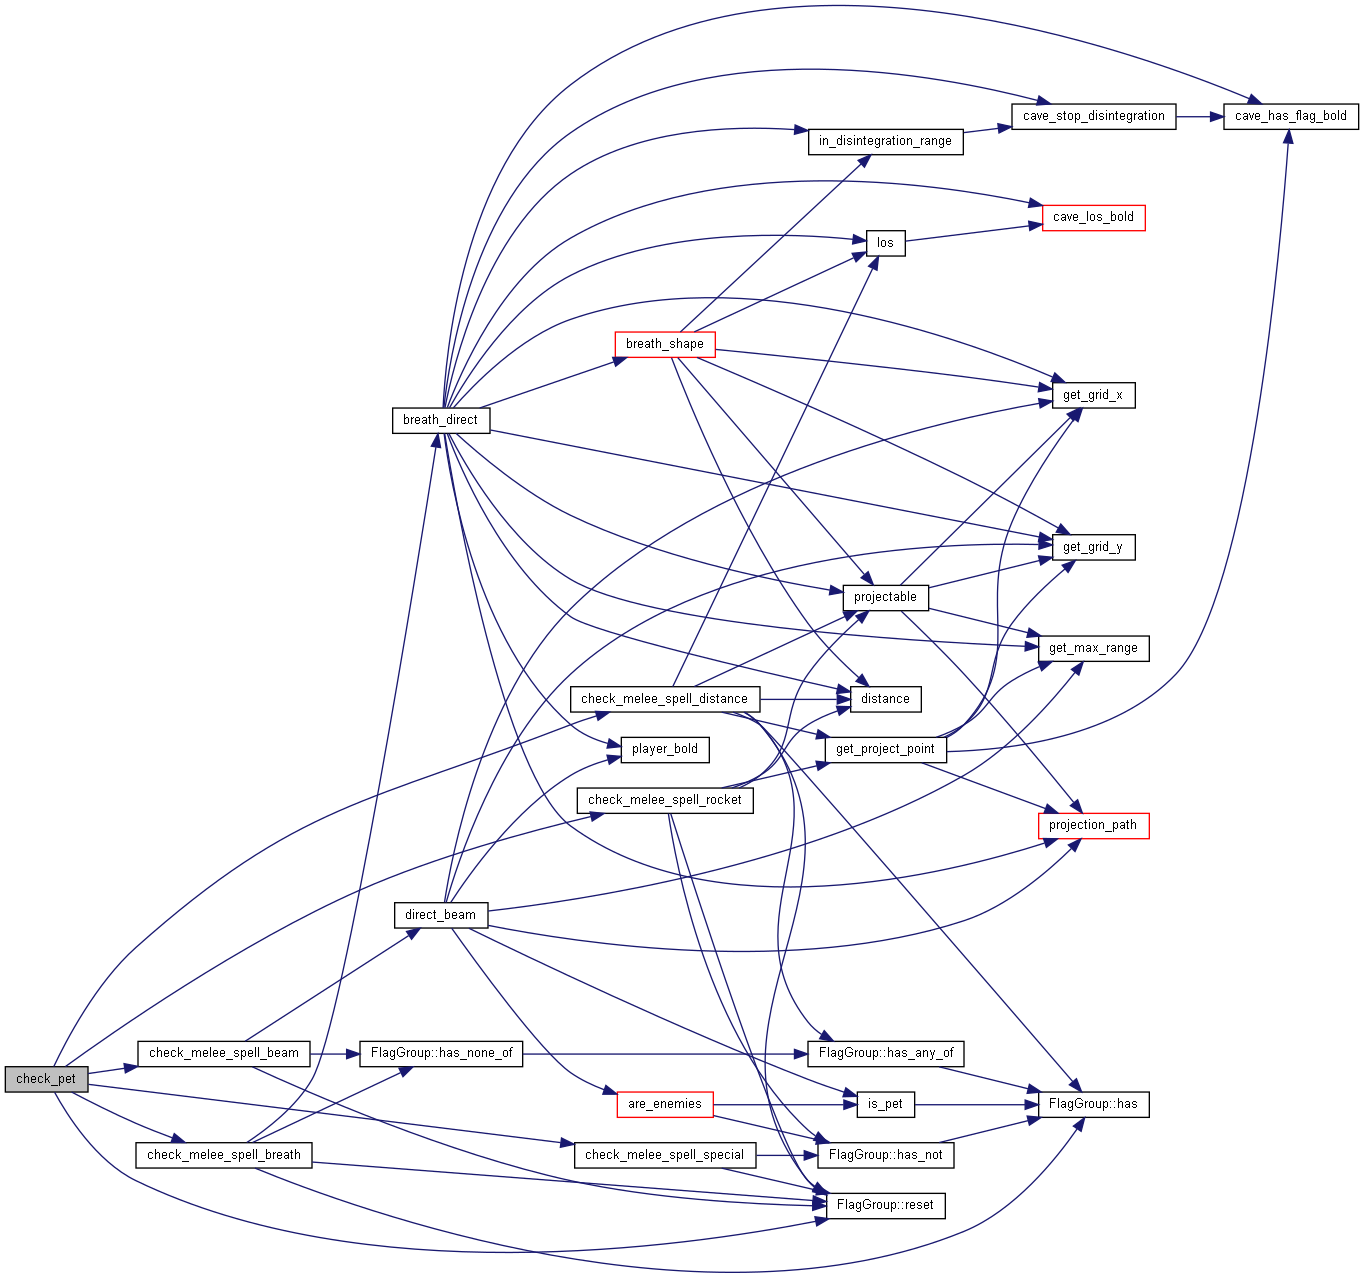 cave_stop_disintegration
cave_has_flag_bold
in_disintegration_range
cave_los_bold
los
breath_shape
get_grid_x
breath_direct
get_grid_y
projectable
get_max_range
check_melee_spell_distance
distance
player_bold
get_project_point
check_melee_spell_rocket
projection_path
direct_beam
check_melee_spell_beam
FlagGroup::has_none_of
FlagGroup::has_any_of
check_pet
are_enemies
is_pet
FlagGroup::has
check_melee_spell_breath
check_melee_spell_special
FlagGroup::has_not
FlagGroup::reset